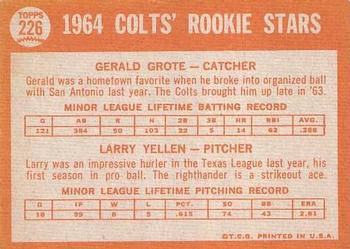 TOPPS
226
1964 COLTS' ROOKIE STARS
GERALD GROTE — CATCHER
Gerald was a hometown favorite when he broke into organized ball
with San Antonio last year. The Colts brought him up late in '63.
MINOR LEAGUE LIFETIME BATTING RECORD
G AB R H 2B 3B HR RBI AVG.
121 384 50 103 22 5 14 62 .268
LARRY YELLEN — PITCHER
Larry was an impressive hurler in the Texas League last year, his
first season in pro ball. The righthander is a strikeout ace.
MINOR LEAGUE LIFETIME PITCHING RECORD
G IP W L PCT. SO BB ER ERA
18 99 8 5 .615 74 43 31 2.81
©T.C.G. PRINTED IN U.S.A.